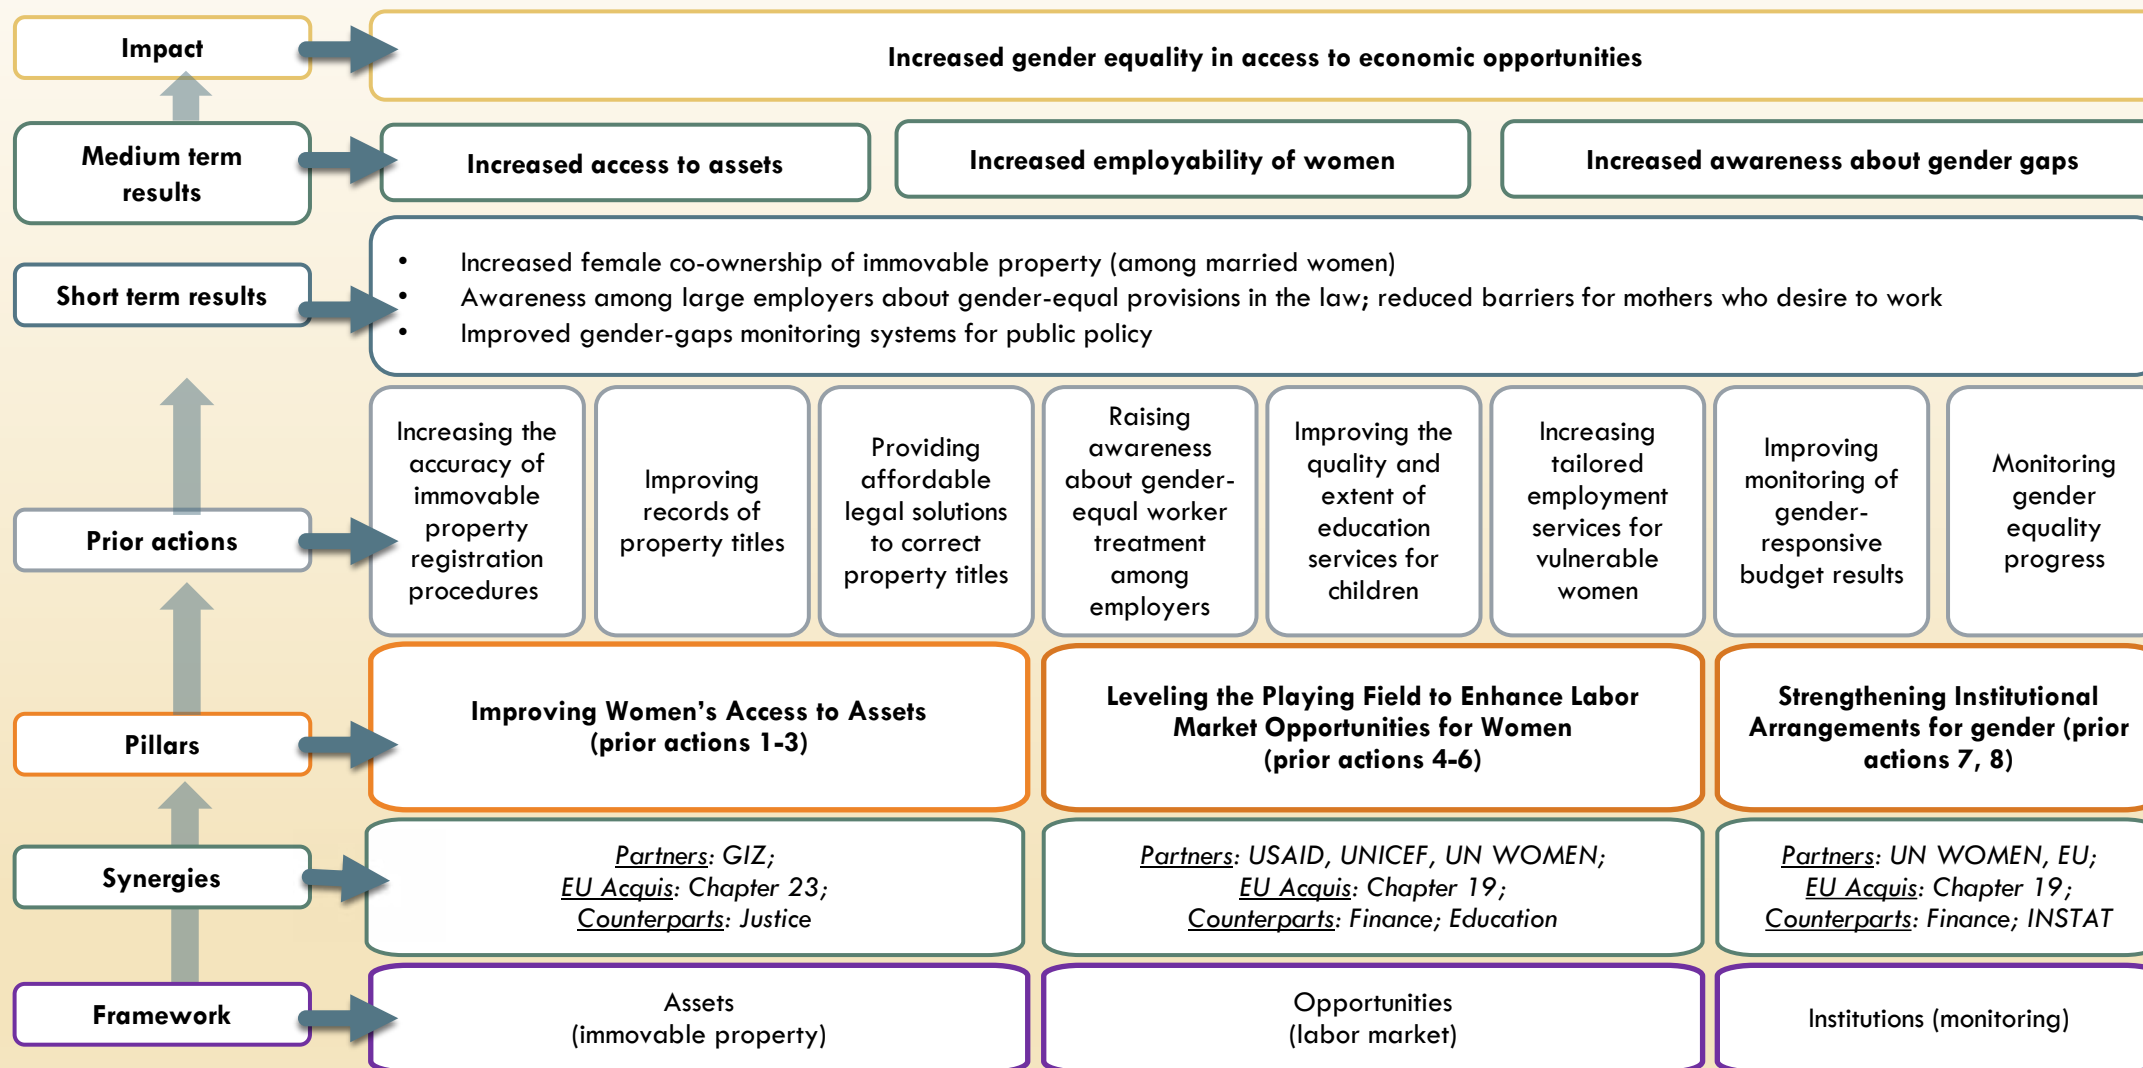 Impact
Increased gender equality in access to economic opportunities
Medium term
results
Increased access to assets
Increased employability of women
Increased awareness about gender gaps
Short term results
• Increased female co-ownership of immovable property (among married women)
• Awareness among large employers about gender-equal provisions in the law; reduced barriers for mothers who desire to work
• Improved gender-gaps monitoring systems for public policy
Prior actions
Increasing the
accuracy of
immovable
property
registration
procedures
Improving
records of
property titles
Providing
affordable
legal solutions
to correct
property titles
Raising
awareness
about gender-
equal worker
treatment
among
employers
Improving the
quality and
extent of
education
services for
children
Increasing
tailored
employment
services for
vulnerable
women
Improving
monitoring of
gender-
responsive
budget results
Monitoring
gender
equality
progress
Pillars
Improving Women’s Access to Assets
(prior actions 1-3)
Leveling the Playing Field to Enhance Labor
Market Opportunities for Women
(prior actions 4-6)
Strengthening Institutional
Arrangements for gender (prior
actions 7, 8)
Synergies
Partners: GIZ;
EU Acquis: Chapter 23;
Counterparts: Justice
Partners: USAID, UNICEF, UN WOMEN;
EU Acquis: Chapter 19;
Counterparts: Finance; Education
Partners: UN WOMEN, EU;
EU Acquis: Chapter 19;
Counterparts: Finance; INSTAT
Framework
Assets
(immovable property)
Opportunities
(labor market)
Institutions (monitoring)